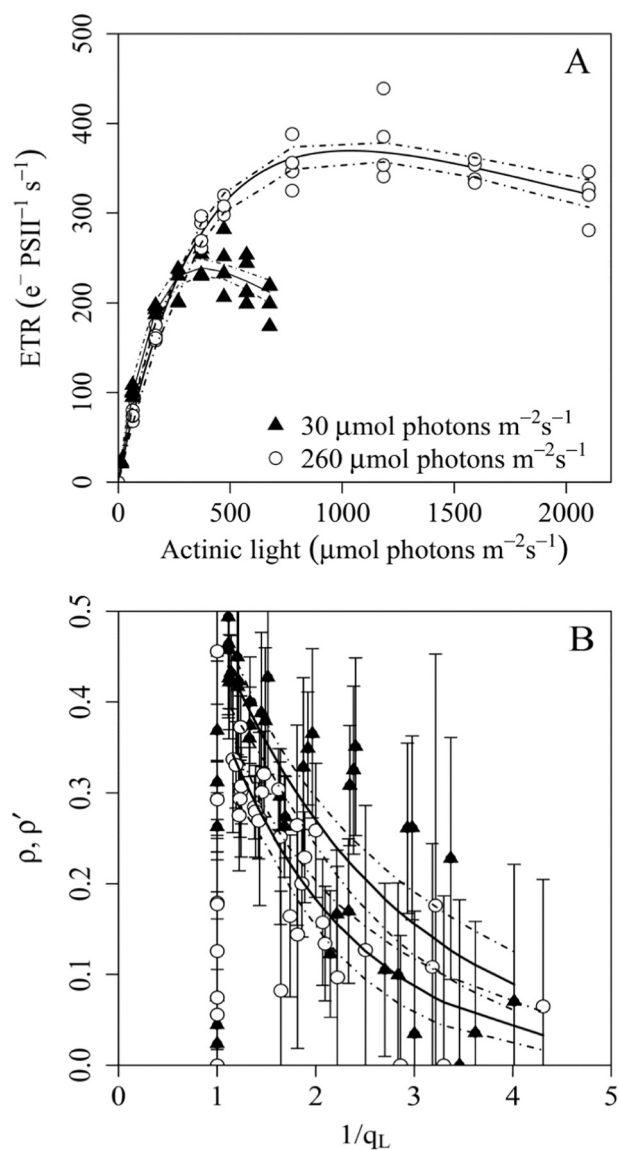 500
A
400
300
200
100
0
ETR (e⁻ PSII⁻¹ s⁻¹)
▲ 30 μmol photons m⁻²s⁻¹
○ 260 μmol photons m⁻²s⁻¹
0 500 1000 1500 2000
Actinic light (μmol photons m⁻²s⁻¹)
0.5
B
0.4
0.3
0.2
0.1
0.0
ρ, ρ′
0 1 2 3 4 5
1/qL